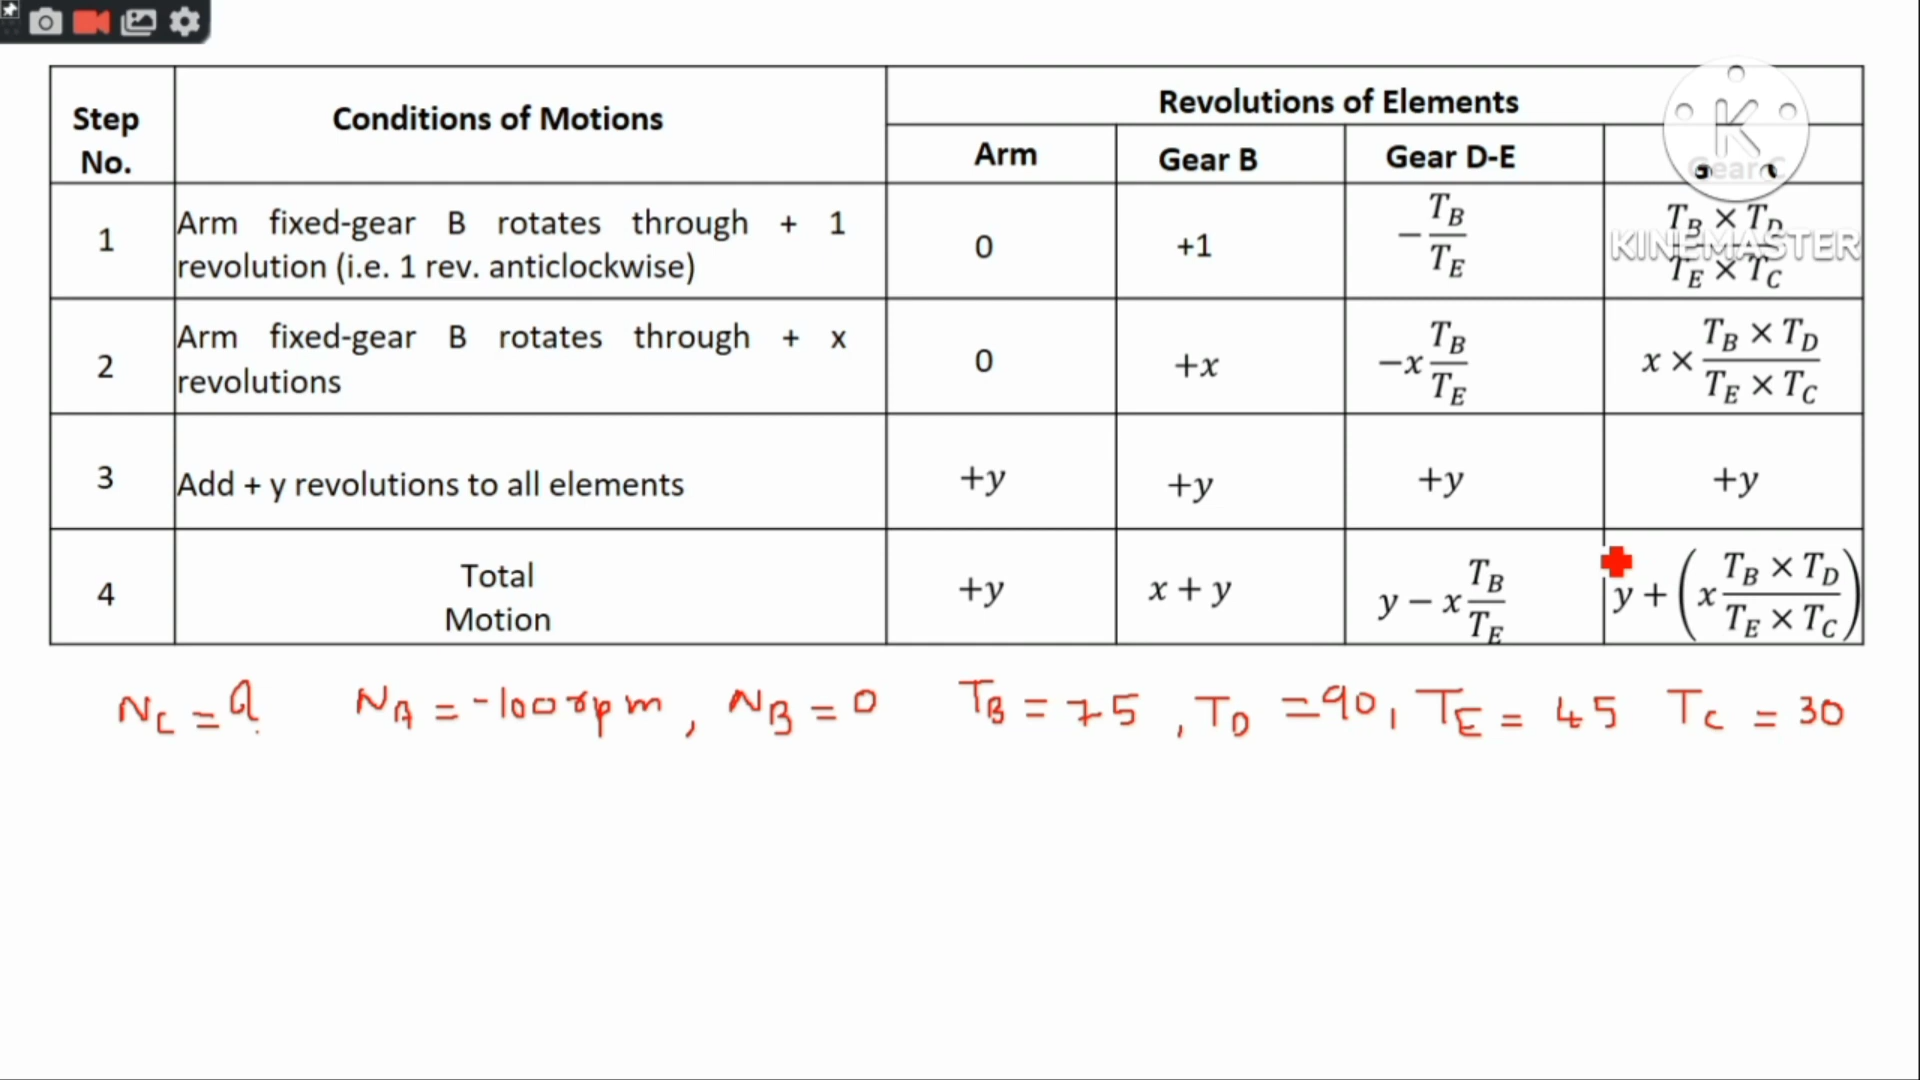 Step No. Conditions of Motions Revolutions of Elements
Arm Gear B Gear D-E Gear C
K
KINEMASTER
1 Arm fixed-gear B rotates through + 1 revolution (i.e. 1 rev. anticlockwise) 0 +1 −T_B/T_E T_B × T_D / T_E × T_C
2 Arm fixed-gear B rotates through + x revolutions 0 +x −x T_B/T_E x × T_B × T_D / T_E × T_C
3 Add + y revolutions to all elements +y +y +y +y
4 Total Motion +y x + y y − x T_B/T_E y + (x T_B × T_D / T_E × T_C)
N_C = ? N_A = -100 rpm, N_B = 0 T_B = 75, T_D = 90, T_E = 45 T_C = 30